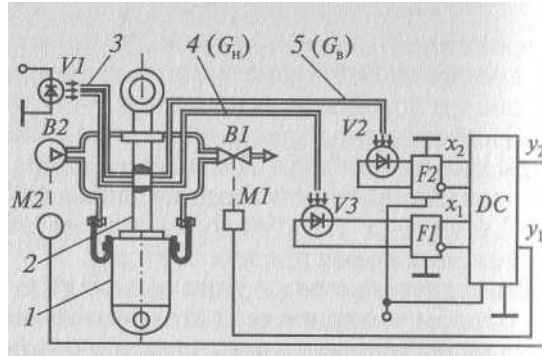 V1 3 4 (Gн) 5 (Gв)
B2 B1 V2 x₂ y₂
F2
M2 M1 V3 x₁ DC y₁
F1
2
1